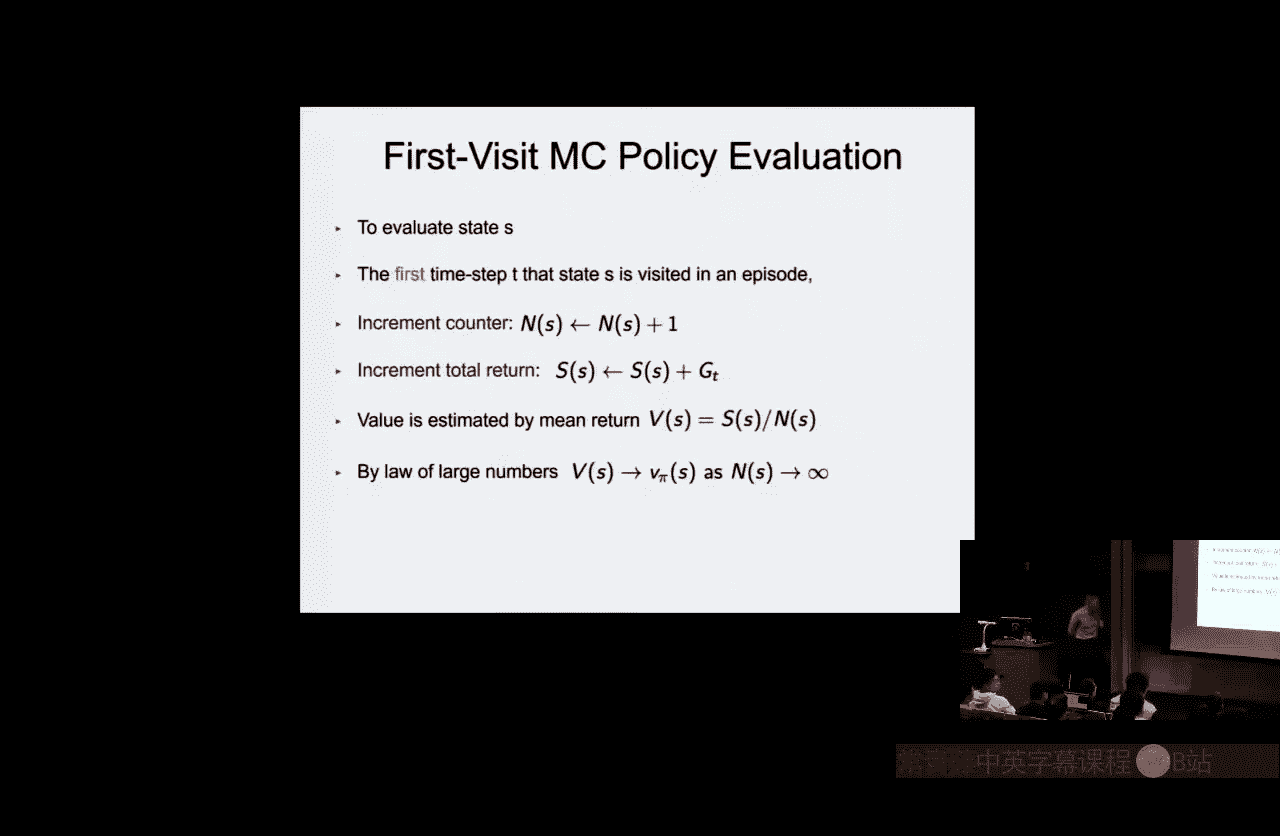 First-Visit MC Policy Evaluation
To evaluate state s
The first time-step t that state s is visited in an episode,
Increment counter: N(s) ← N(s) + 1
Increment total return: S(s) ← S(s) + Gₜ
Value is estimated by mean return V(s) = S(s)/N(s)
By law of large numbers V(s) → vπ(s) as N(s) → ∞
中英字幕课程
B站